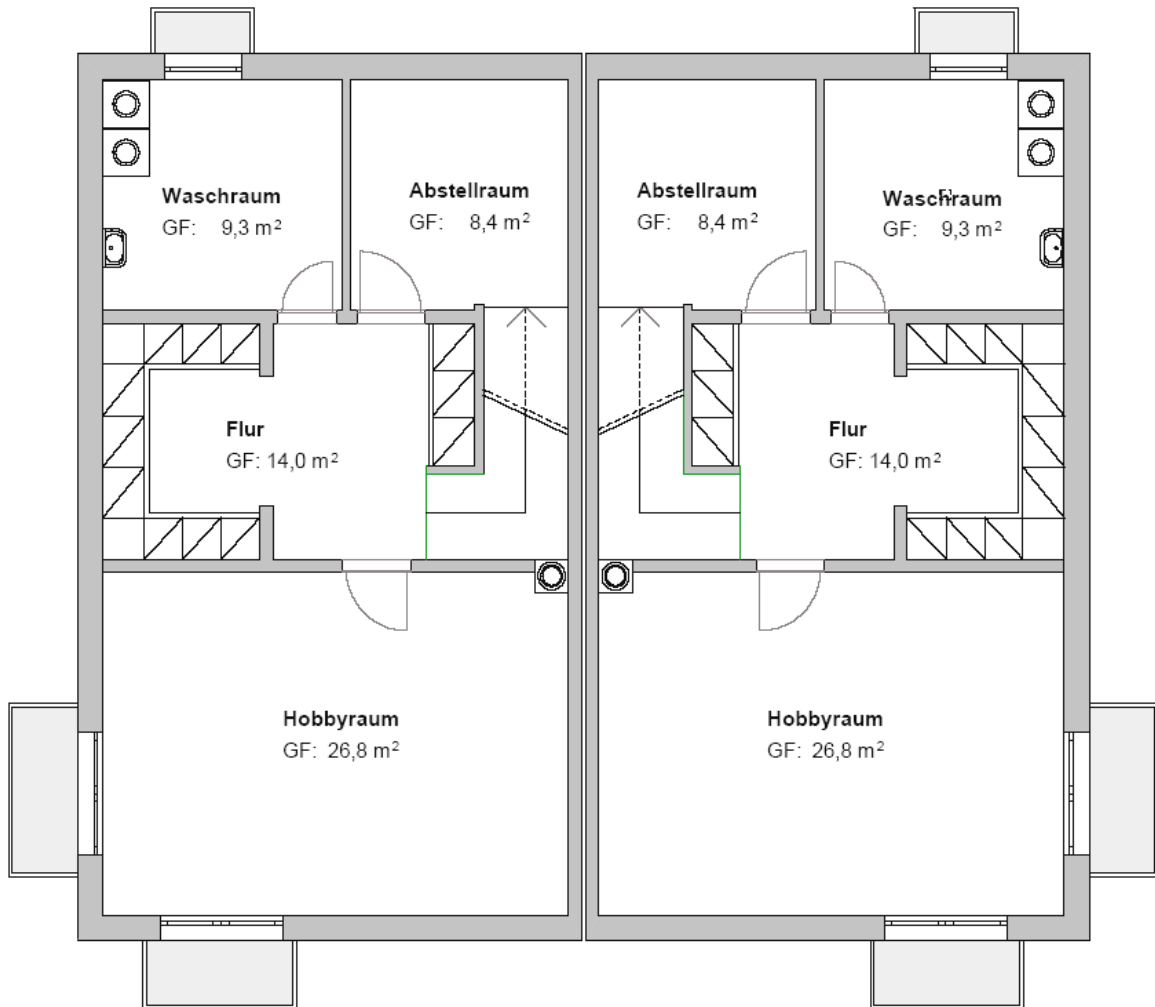 Waschraum
GF: 9,3 m²
Abstellraum
GF: 8,4 m²
Abstellraum
GF: 8,4 m²
Waschraum
GF: 9,3 m²
Flur
GF: 14,0 m²
Flur
GF: 14,0 m²
Hobbyraum
GF: 26,8 m²
Hobbyraum
GF: 26,8 m²